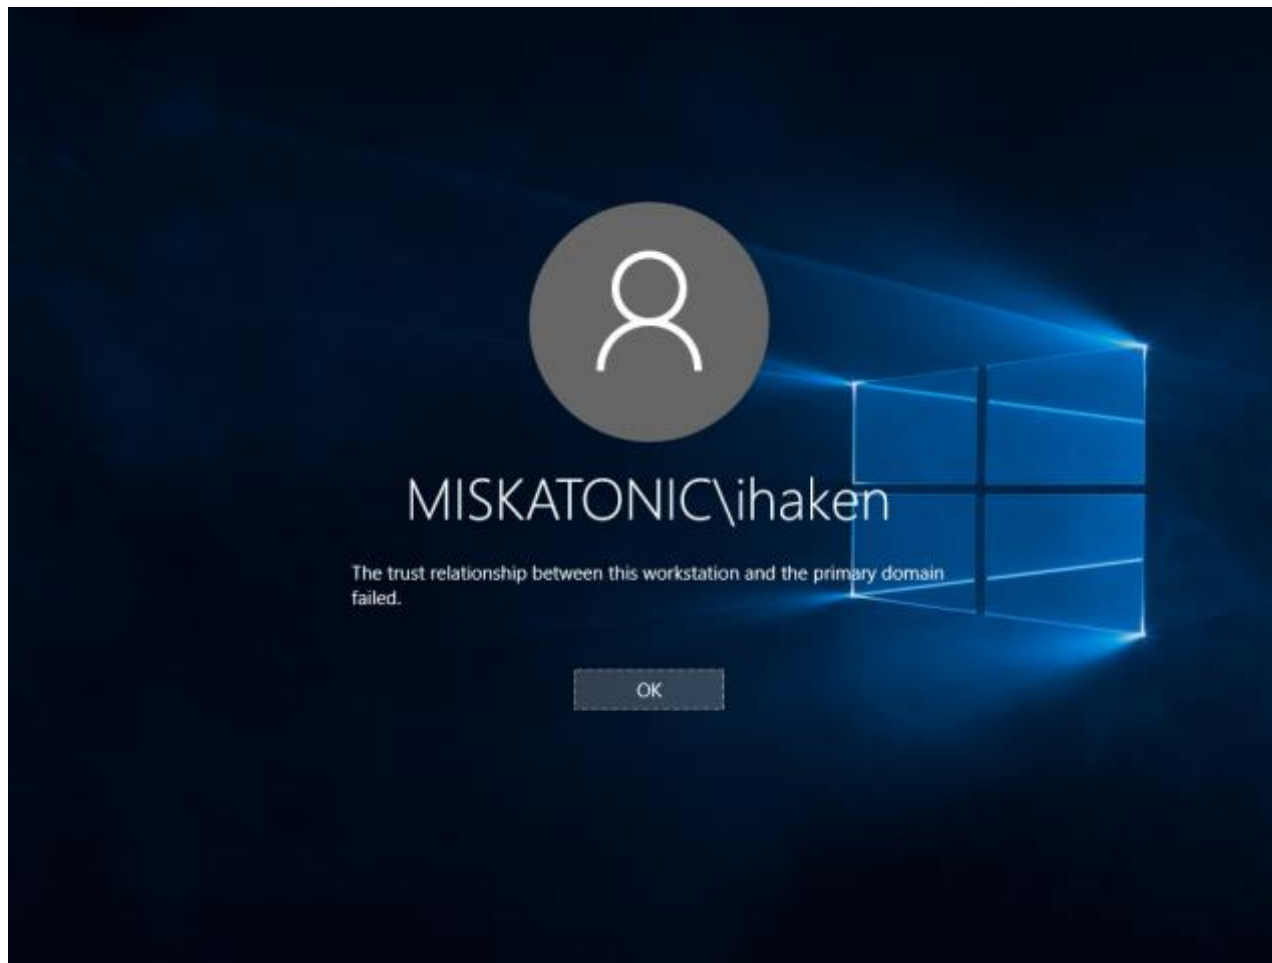 MISKATONIC\ihaken
The trust relationship between this workstation and the primary domain
failed.
OK